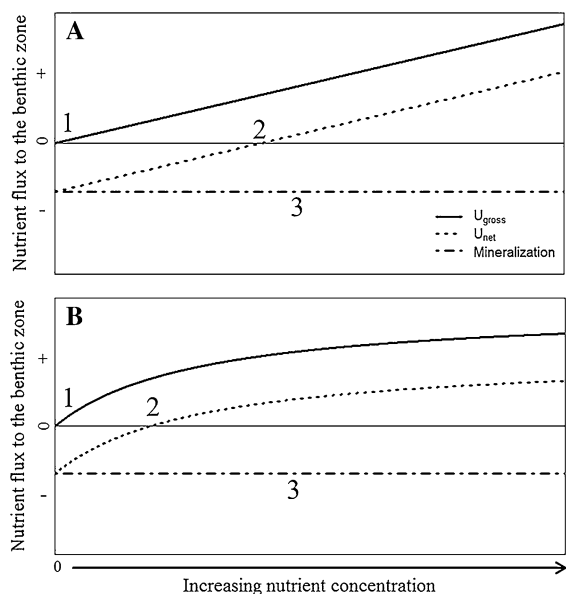 A
Nutrient flux to the benthic zone
+
0
-
1
2
3
Ugross
Unet
Mineralization
B
Nutrient flux to the benthic zone
+
0
-
1
2
3
0
Increasing nutrient concentration